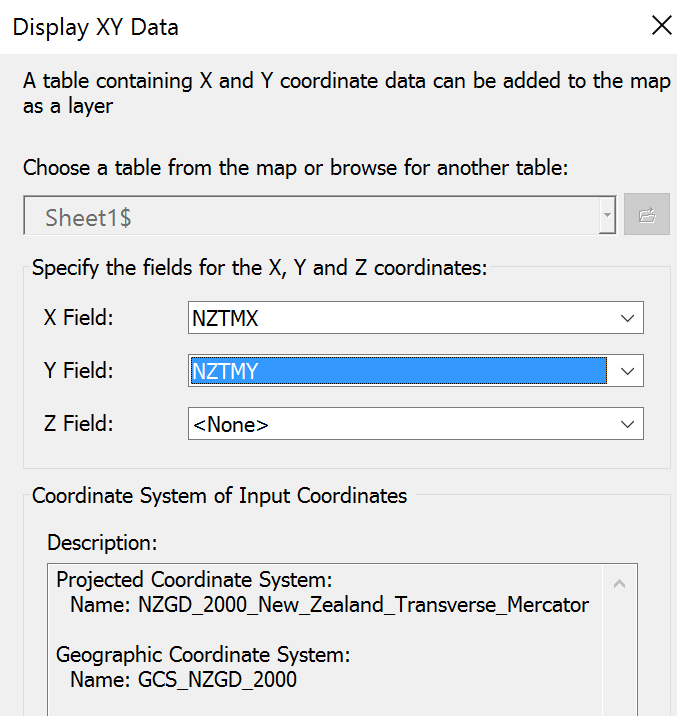 Display XY Data
A table containing X and Y coordinate data can be added to the map
as a layer
Choose a table from the map or browse for another table:
Sheet1$
Specify the fields for the X, Y and Z coordinates:
X Field:
NZTMX
Y Field:
NZTMY
Z Field:
<None>
Coordinate System of Input Coordinates
Description:
Projected Coordinate System:
Name: NZGD_2000_New_Zealand_Transverse_Mercator
Geographic Coordinate System:
Name: GCS_NZGD_2000